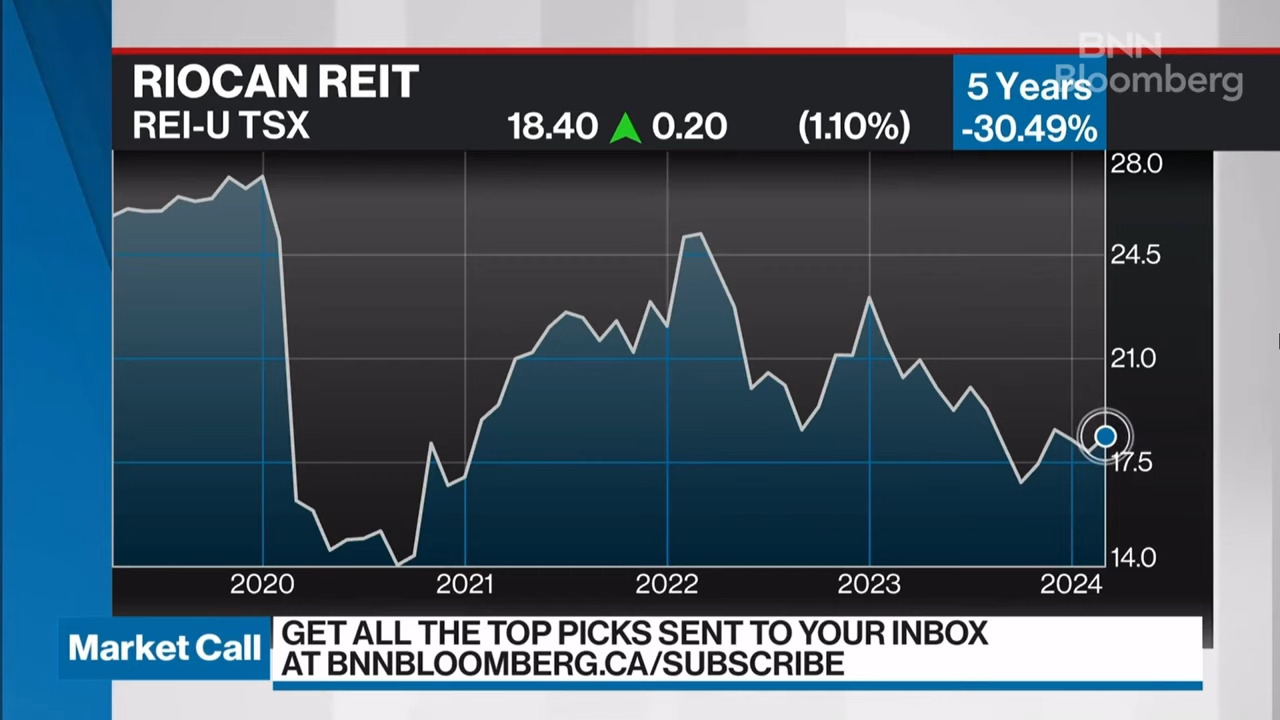 BNN
Bloomberg
RIOCAN REIT
REI-U TSX
18.40 ▲ 0.20 (1.10%)
5 Years
-30.49%
28.0
24.5
21.0
17.5
14.0
2020 2021 2022 2023 2024
Market Call
GET ALL THE TOP PICKS SENT TO YOUR INBOX
AT BNNBLOOMBERG.CA/SUBSCRIBE